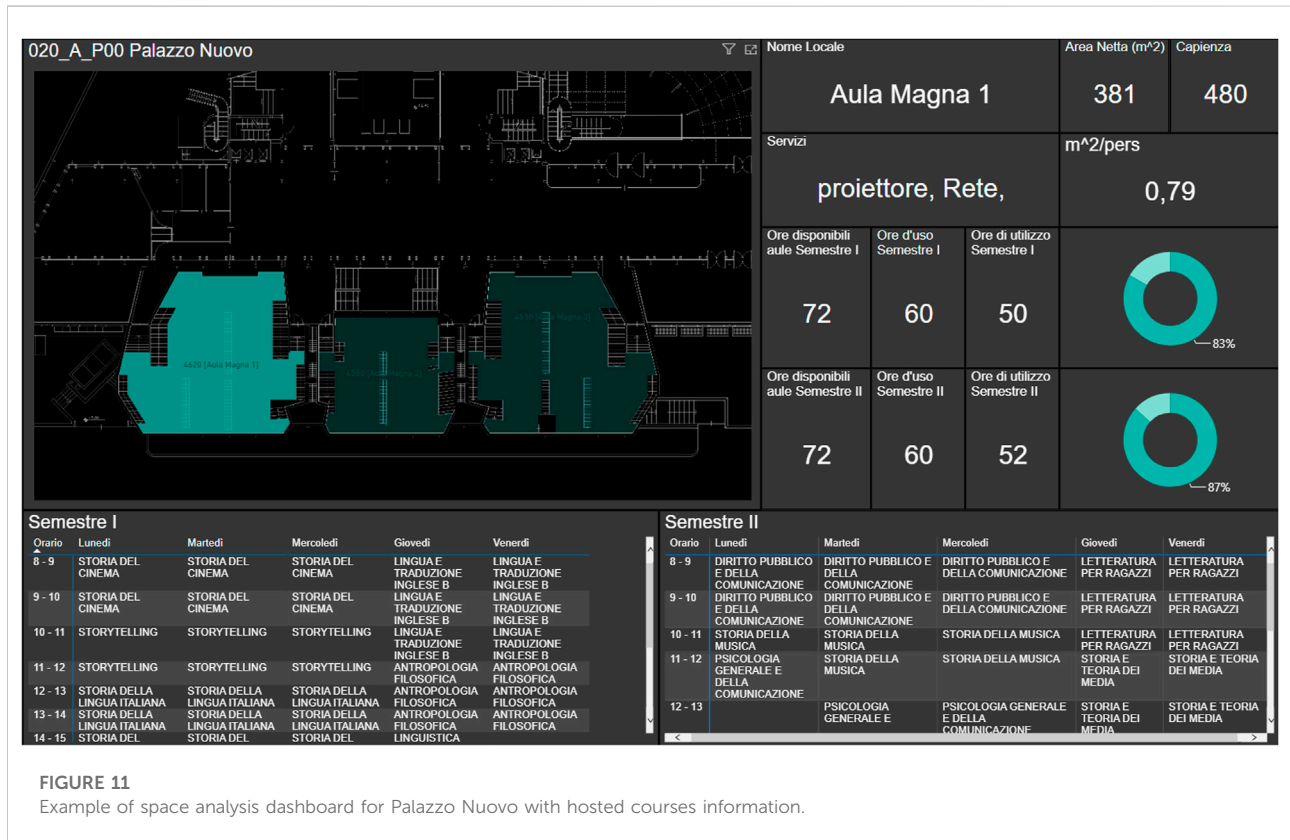 020_A_P00 Palazzo Nuovo
Nome Locale
Aula Magna 1
Area Netta (m^2)
381
Capienza
480
Servizi
proiettore, Rete,
m^2/pers
0,79
Ore disponibili
aule Semestre I
72
Ore d'uso
Semestre I
60
Ore di utilizzo
Semestre I
50
83%
Ore disponibili
aule Semestre II
72
Ore d'uso
Semestre II
60
Ore di utilizzo
Semestre II
52
87%
4620 [Aula Magna 1]
Semestre I
Orario Lunedì Martedì Mercoledì Giovedì Venerdì
8 - 9 STORIA DEL STORIA DEL STORIA DEL LINGUA E LINGUA E
CINEMA CINEMA CINEMA TRADUZIONE TRADUZIONE
INGLESE B INGLESE B
9 - 10 STORIA DEL STORIA DEL STORIA DEL LINGUA E LINGUA E
CINEMA CINEMA CINEMA TRADUZIONE TRADUZIONE
INGLESE B INGLESE B
10 - 11 STORYTELLING STORYTELLING STORYTELLING LINGUA E LINGUA E
TRADUZIONE TRADUZIONE
INGLESE B INGLESE B
11 - 12 STORYTELLING STORYTELLING STORYTELLING ANTROPOLOGIA ANTROPOLOGIA
FILOSOFICA FILOSOFICA
12 - 13 STORIA DELLA STORIA DELLA STORIA DELLA ANTROPOLOGIA ANTROPOLOGIA
LINGUA ITALIANA LINGUA ITALIANA LINGUA ITALIANA FILOSOFICA FILOSOFICA
13 - 14 STORIA DELLA STORIA DELLA STORIA DELLA ANTROPOLOGIA ANTROPOLOGIA
LINGUA ITALIANA LINGUA ITALIANA LINGUA ITALIANA FILOSOFICA FILOSOFICA
14 - 15 STORIA DEL STORIA DEL STORIA DEL LINGUISTICA
Semestre II
Orario Lunedì Martedì Mercoledì Giovedì Venerdì
8 - 9 DIRITTO PUBBLICO DIRITTO PUBBLICO E DIRITTO PUBBLICO E LETTERATURA LETTERATURA
E DELLA DELLA DELLA COMUNICAZIONE PER RAGAZZI PER RAGAZZI
COMUNICAZIONE COMUNICAZIONE
9 - 10 DIRITTO PUBBLICO DIRITTO PUBBLICO E DIRITTO PUBBLICO E LETTERATURA LETTERATURA
E DELLA DELLA DELLA COMUNICAZIONE PER RAGAZZI PER RAGAZZI
COMUNICAZIONE COMUNICAZIONE
10 - 11 STORIA DELLA STORIA DELLA STORIA DELLA MUSICA LETTERATURA LETTERATURA
MUSICA MUSICA PER RAGAZZI PER RAGAZZI
11 - 12 PSICOLOGIA STORIA DELLA STORIA DELLA MUSICA STORIA E STORIA E TEORIA
GENERALE E MUSICA TEORIA DEI DEI MEDIA
DELLA MEDIA
COMUNICAZIONE
12 - 13 PSICOLOGIA PSICOLOGIA GENERALE STORIA E STORIA E TEORIA
GENERALE E E DELLA TEORIA DEI DEI MEDIA
COMUNICAZIONE MEDIA
FIGURE 11
Example of space analysis dashboard for Palazzo Nuovo with hosted courses information.